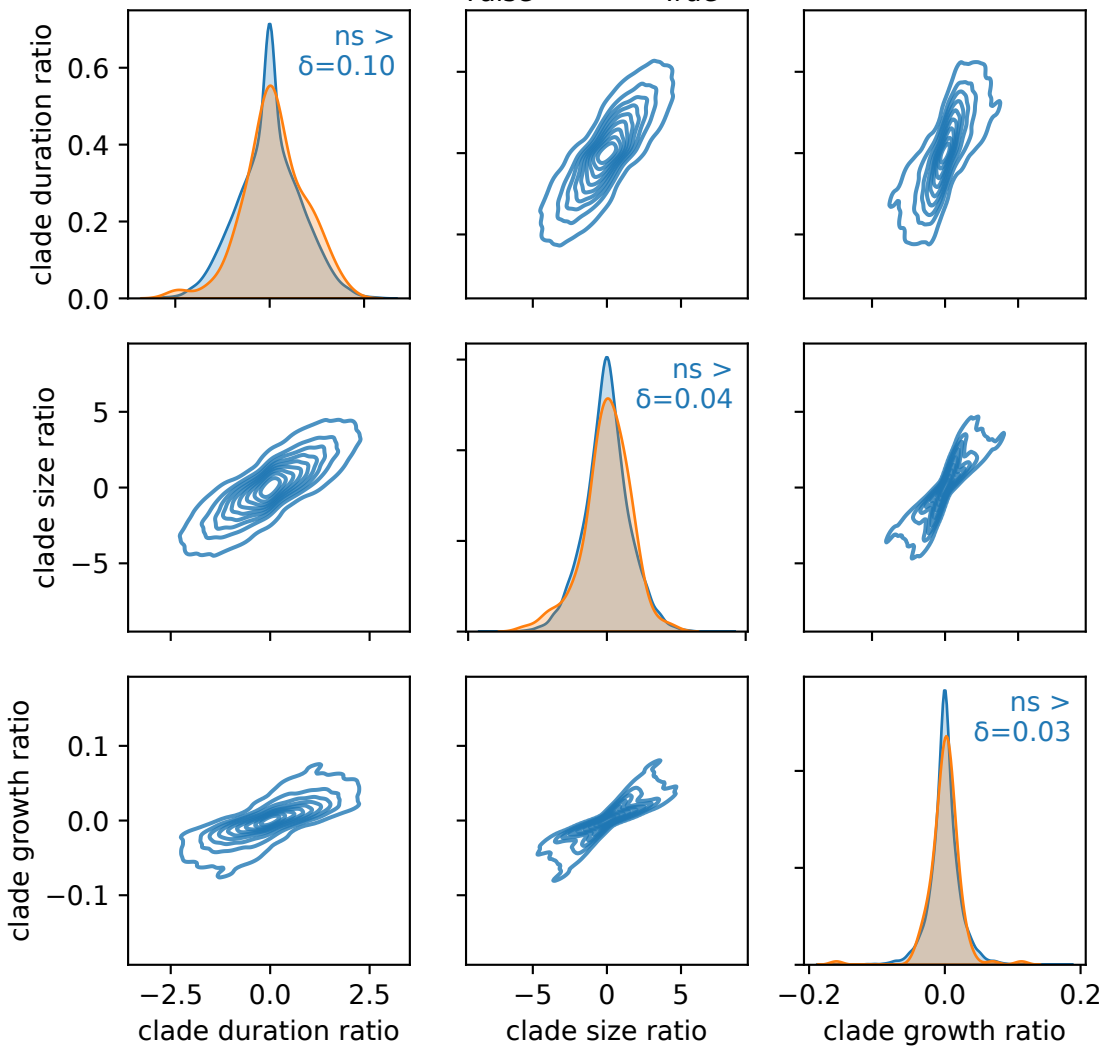 clade duration ratio
0.6
0.4
0.2
0.0
ns >
δ=0.10
clade size ratio
5
0
−5
ns >
δ=0.04
clade growth ratio
0.1
0.0
−0.1
ns >
δ=0.03
−2.5
0.0
2.5
−5
0
5
−0.2
0.0
0.2
clade duration ratio
clade size ratio
clade growth ratio